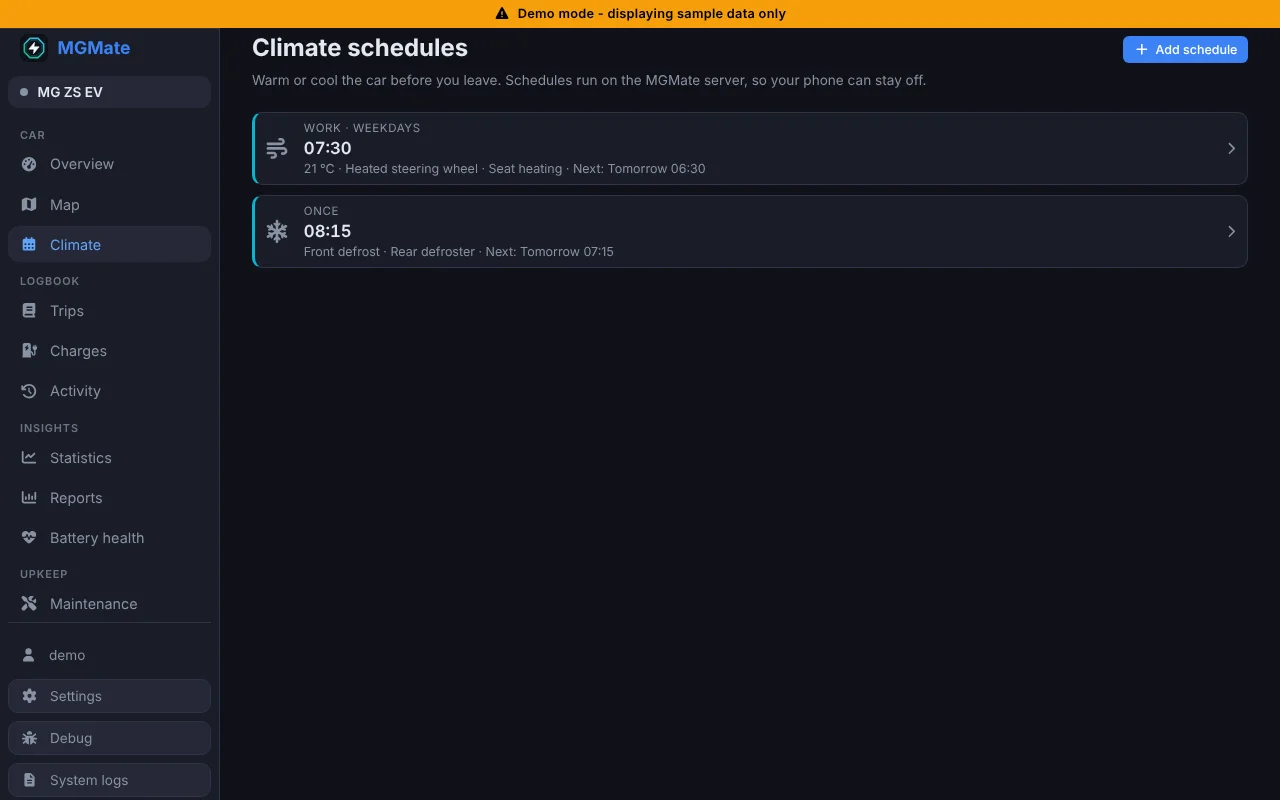 Demo mode - displaying sample data only
MGMate
MG ZS EV
CAR
Overview
Map
Climate
LOGBOOK
Trips
Charges
Activity
INSIGHTS
Statistics
Reports
Battery health
UPKEEP
Maintenance
demo
Settings
Debug
System logs
Climate schedules
Add schedule
Warm or cool the car before you leave. Schedules run on the MGMate server, so your phone can stay off.
WORK · WEEKDAYS
07:30
21 °C · Heated steering wheel · Seat heating · Next: Tomorrow 06:30
ONCE
08:15
Front defrost · Rear defroster · Next: Tomorrow 07:15